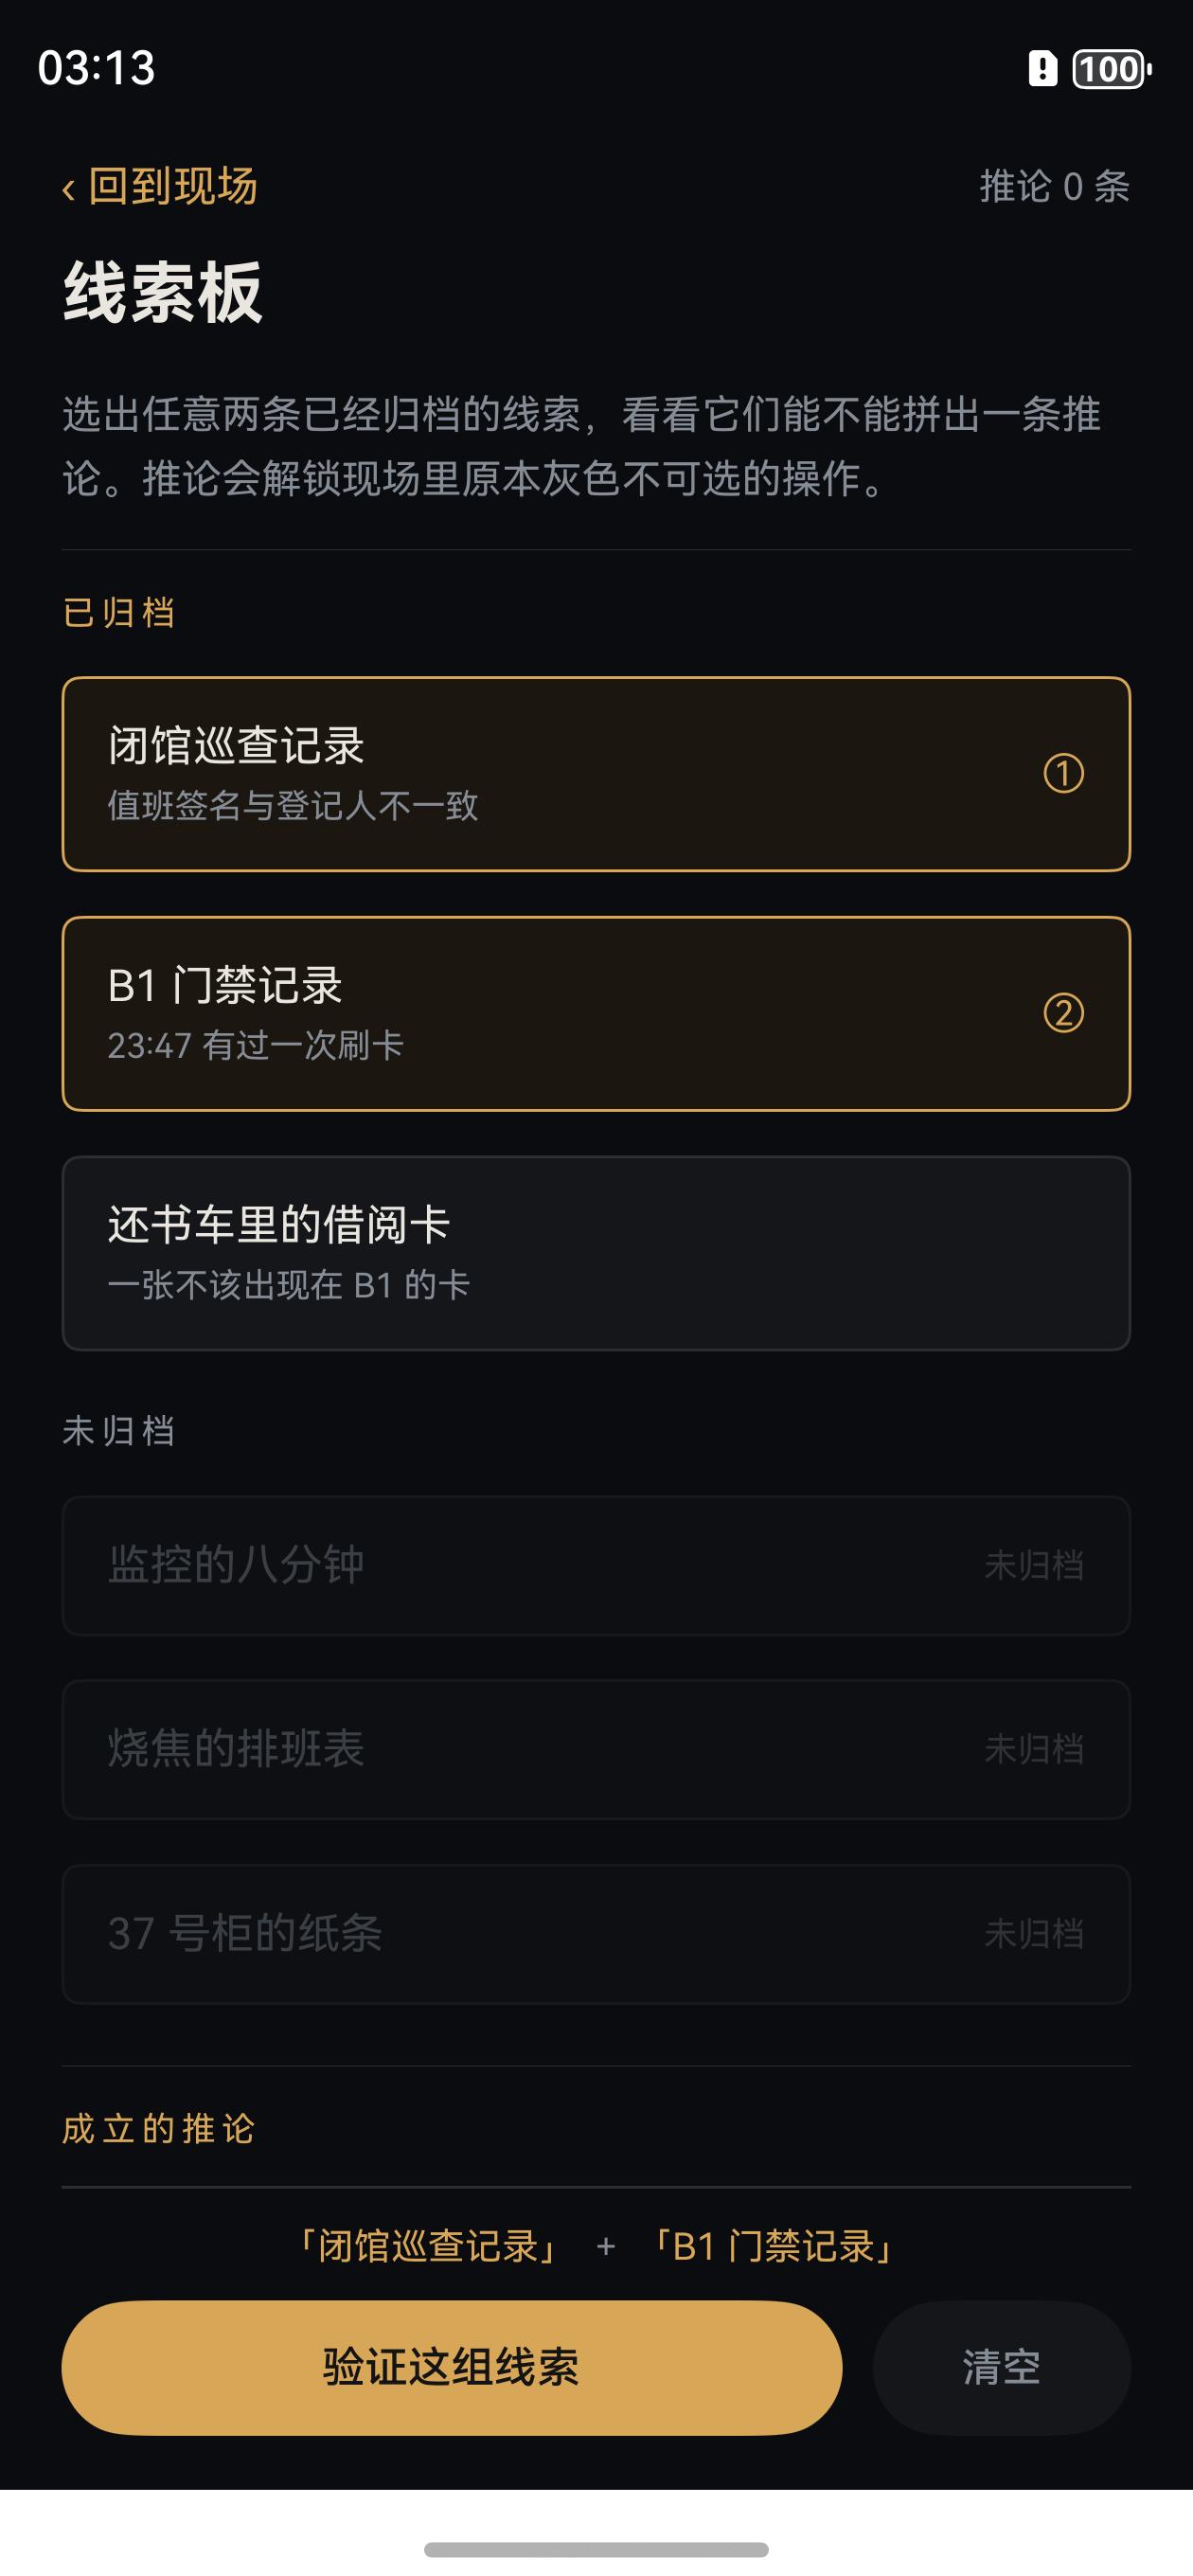 03:13
100
‹ 回到现场
推论 0 条
线索板
选出任意两条已经归档的线索，看看它们能不能拼出一条推
论。推论会解锁现场里原本灰色不可选的操作。
已归档
闭馆巡查记录
值班签名与登记人不一致
①
B1 门禁记录
23:47 有过一次刷卡
②
还书车里的借阅卡
一张不该出现在 B1 的卡
未归档
监控的八分钟
未归档
烧焦的排班表
未归档
37 号柜的纸条
未归档
成立的推论
「闭馆巡查记录」 + 「B1 门禁记录」
验证这组线索
清空